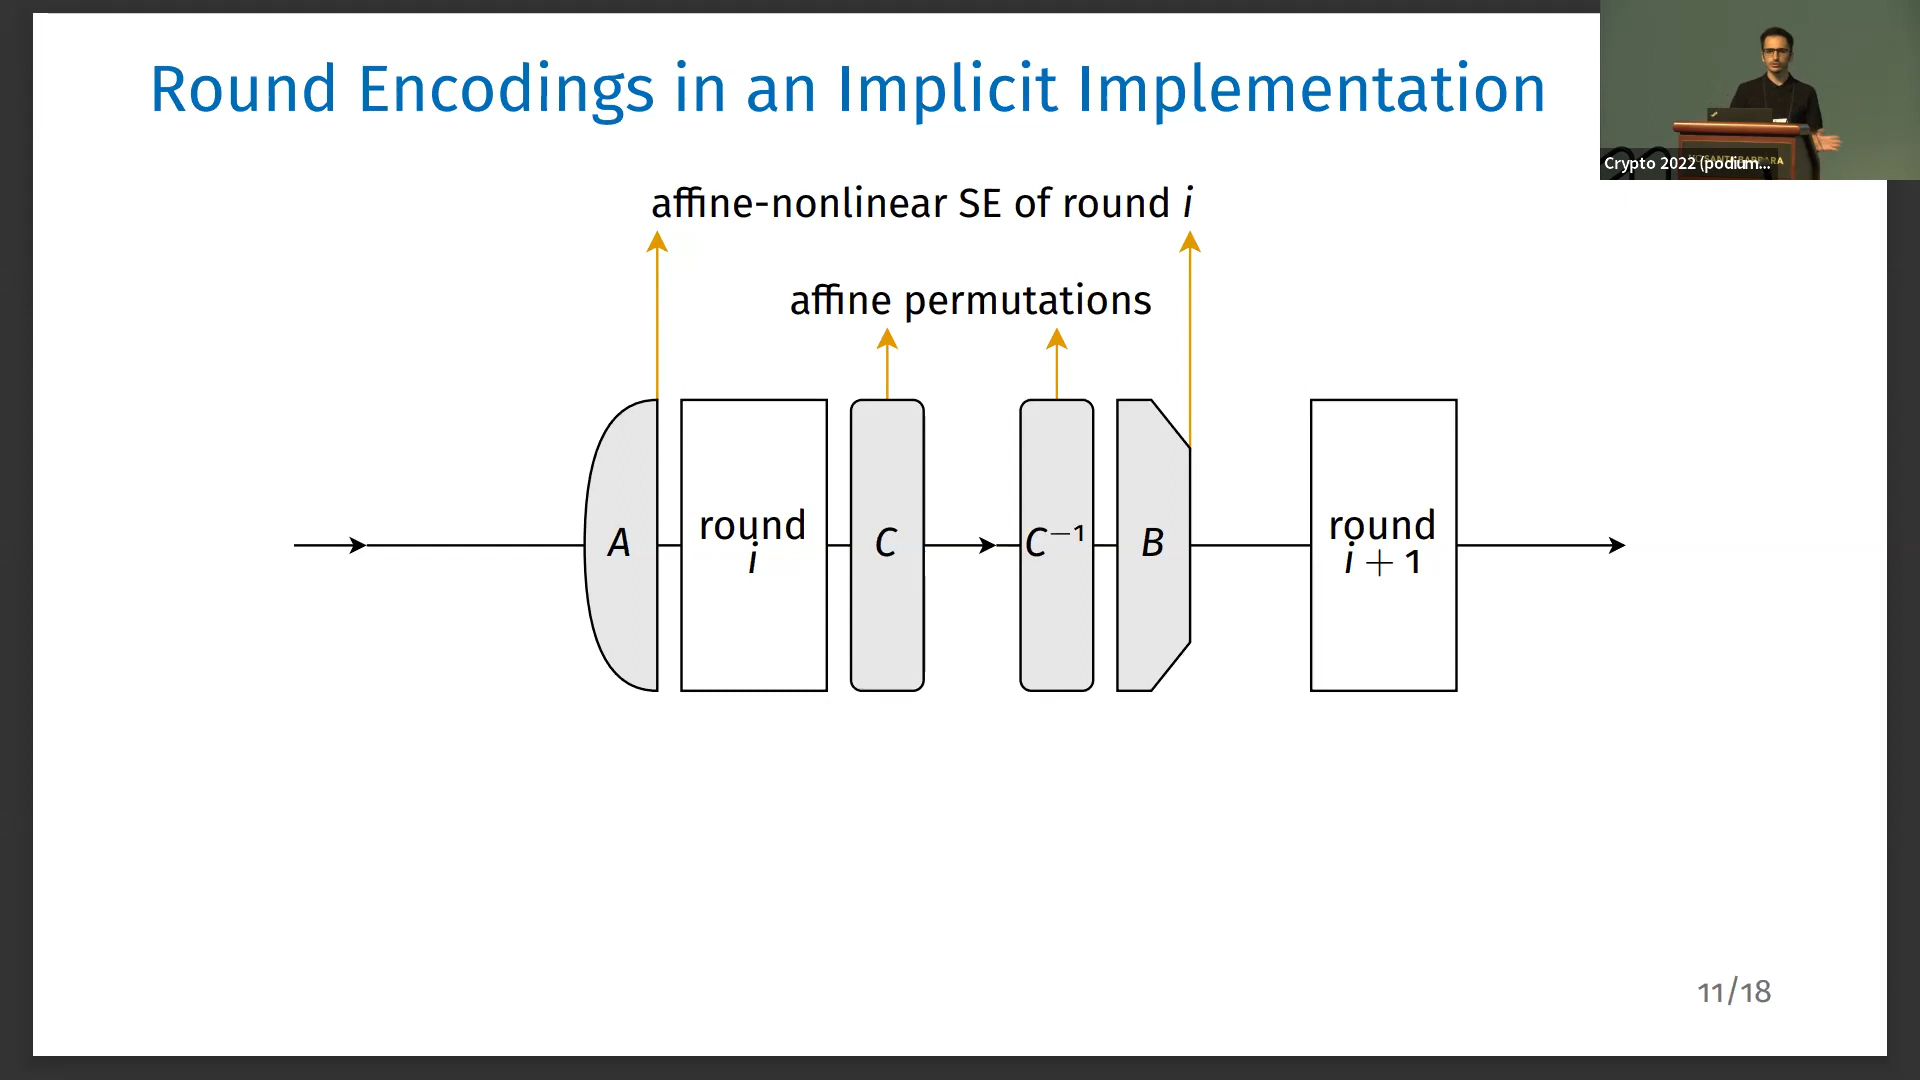 Round Encodings in an Implicit Implementation
Crypto 2022 (podium...
affine-nonlinear SE of round i
affine permutations
A
round
i
C
C⁻¹
B
round
i + 1
11/18